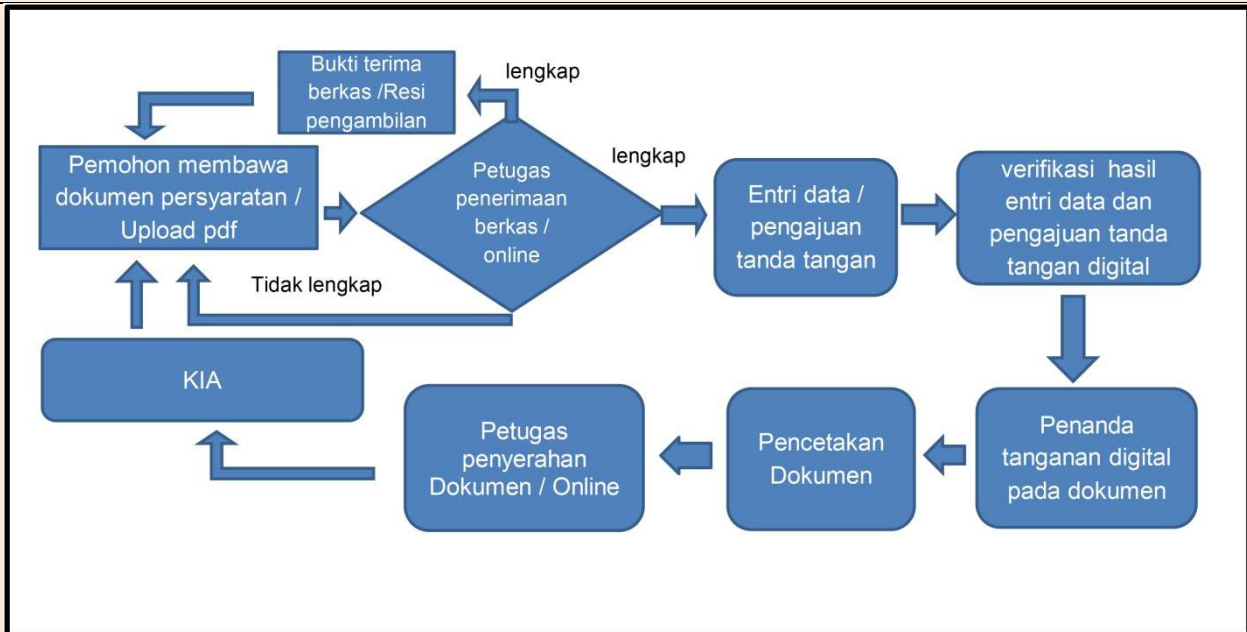 Bukti terima
berkas /Resi
pengambilan
lengkap
Pemohon membawa
dokumen persyaratan /
Upload pdf
Petugas
penerimaan
berkas /
online
lengkap
Entri data /
pengajuan
tanda tangan
verifikasi hasil
entri data dan
pengajuan tanda
tangan digital
Tidak lengkap
KIA
Petugas
penyerahan
Dokumen / Online
Pencetakan
Dokumen
Penanda
tanganan digital
pada dokumen